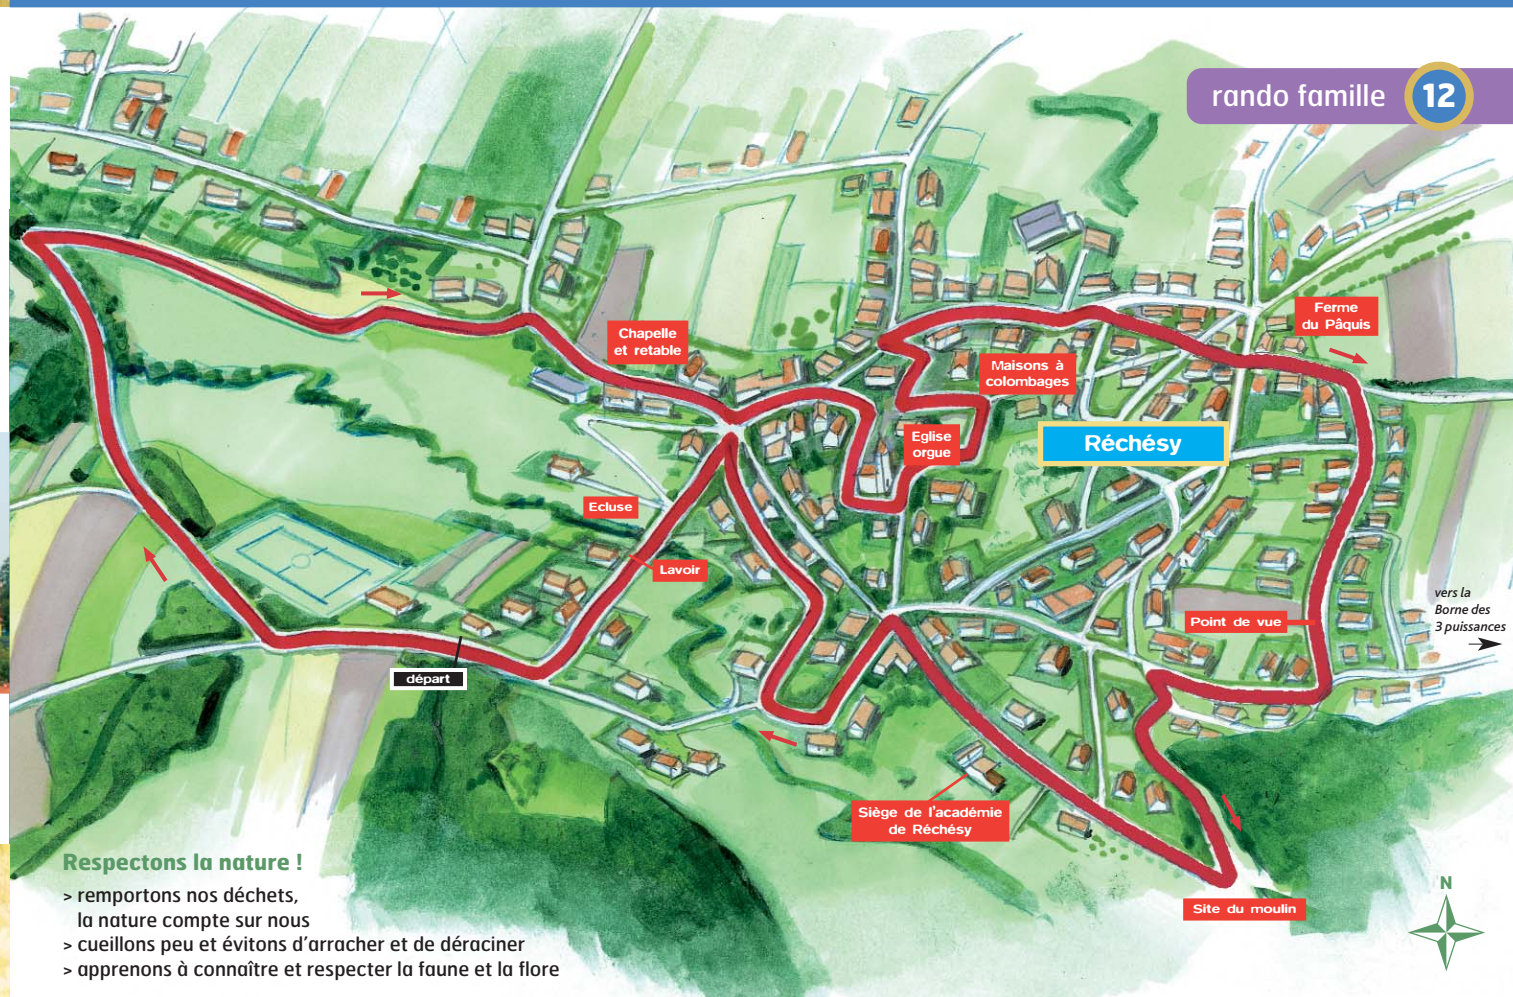 rando famille 12
Ferme
du Pâquis
Chapelle
et retable
Maisons à
colombages
Eglise
orgue
Réchésy
Ecluse
Lavoir
vers la
Borne des
3 puissances
Point de vue
départ
Siège de l'académie
de Réchésy
Site du moulin
N
Respectons la nature !
> remportons nos déchets,
la nature compte sur nous
> cueillons peu et évitons d'arracher et de déraciner
> apprenons à connaître et respecter la faune et la flore